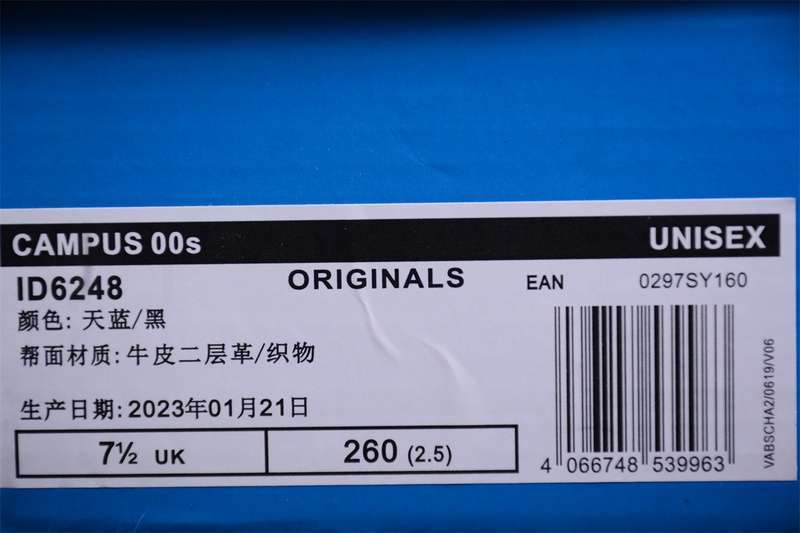 CAMPUS 00s UNISEX
ID6248 ORIGINALS EAN 0297SY160
颜色: 天蓝/黑
帮面材质: 牛皮二层革/织物
生产日期: 2023年01月21日
7½ UK 260 (2.5)
4 066748 539963
VABSCHA2/0619/V06